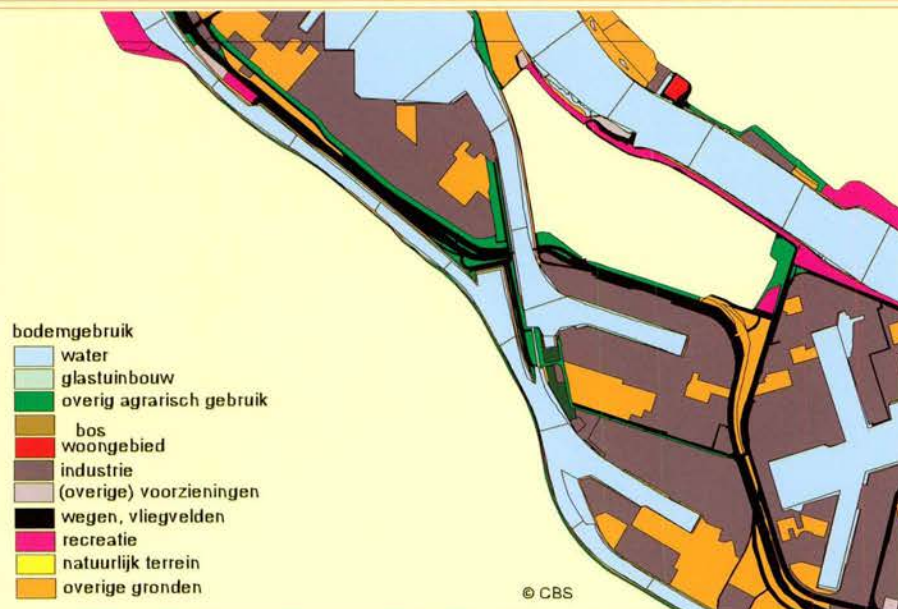 bodemgebruik
water
glastuinbouw
overig agrarisch gebruik
bos
woongebied
industrie
(overige) voorzieningen
wegen, vliegvelden
recreatie
natuurlijk terrein
overige gronden
© CBS